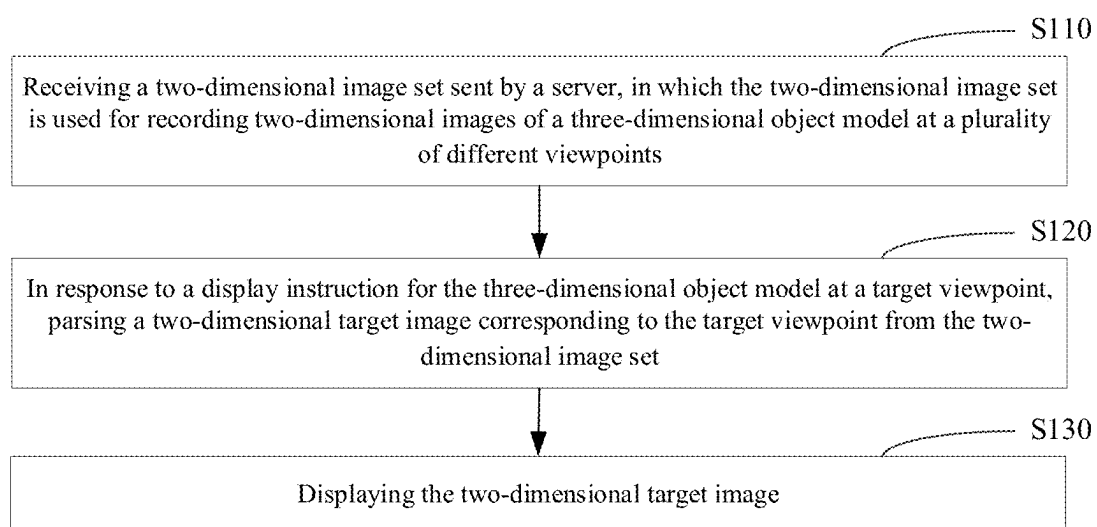 S110
Receiving a two-dimensional image set sent by a server, in which the two-dimensional image set
is used for recording two-dimensional images of a three-dimensional object model at a plurality
of different viewpoints
S120
In response to a display instruction for the three-dimensional object model at a target viewpoint,
parsing a two-dimensional target image corresponding to the target viewpoint from the two-
dimensional image set
S130
Displaying the two-dimensional target image